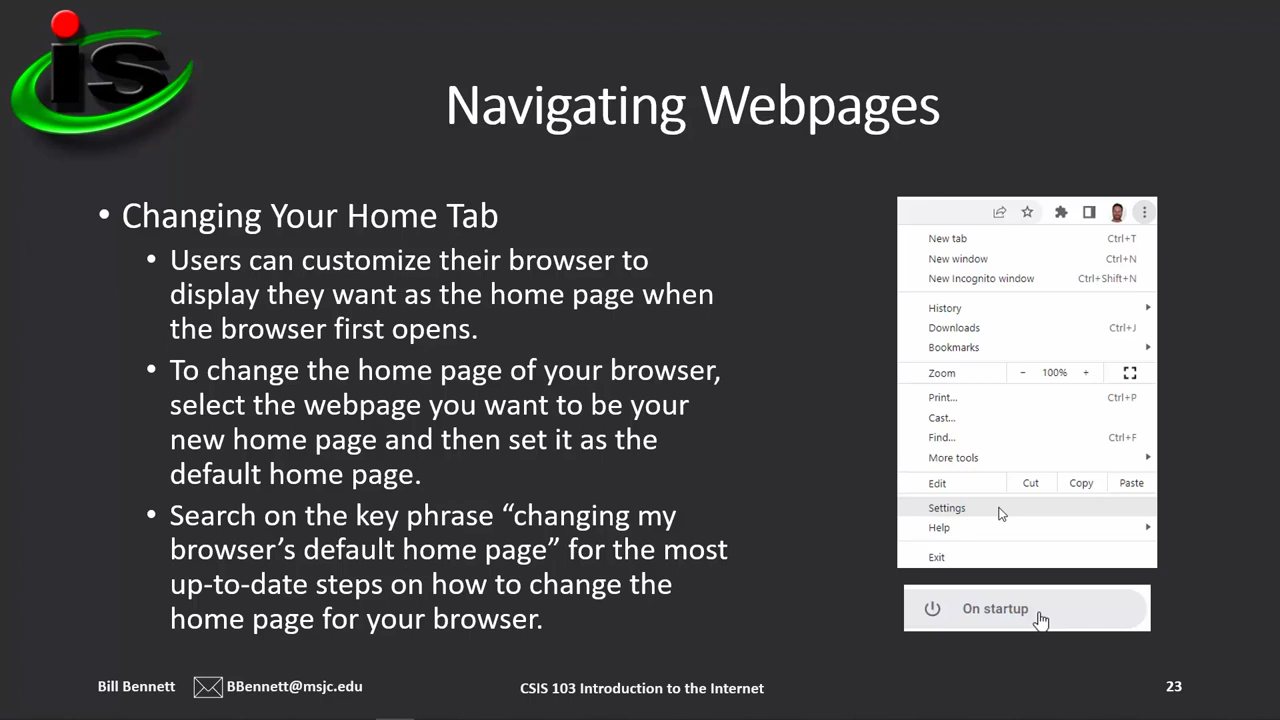 is
Navigating Webpages
• Changing Your Home Tab
• Users can customize their browser to
display they want as the home page when
the browser first opens.
• To change the home page of your browser,
select the webpage you want to be your
new home page and then set it as the
default home page.
• Search on the key phrase “changing my
browser’s default home page” for the most
up-to-date steps on how to change the
home page for your browser.
New tab Ctrl+T
New window Ctrl+N
New Incognito window Ctrl+Shift+N
History
Downloads Ctrl+J
Bookmarks
Zoom - 100% +
Print... Ctrl+P
Cast...
Find... Ctrl+F
More tools
Edit Cut Copy Paste
Settings
Help
Exit
On startup
Bill Bennett BBennett@msjc.edu CSIS 103 Introduction to the Internet 23